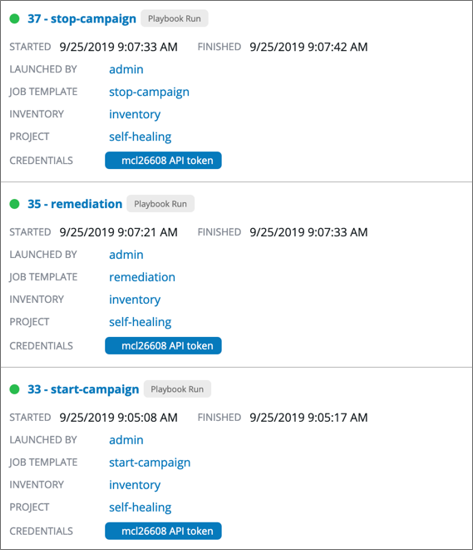 37 - stop-campaign Playbook Run
STARTED 9/25/2019 9:07:33 AM FINISHED 9/25/2019 9:07:42 AM
LAUNCHED BY admin
JOB TEMPLATE stop-campaign
INVENTORY inventory
PROJECT self-healing
CREDENTIALS mcl26608 API token
35 - remediation Playbook Run
STARTED 9/25/2019 9:07:21 AM FINISHED 9/25/2019 9:07:33 AM
LAUNCHED BY admin
JOB TEMPLATE remediation
INVENTORY inventory
PROJECT self-healing
CREDENTIALS mcl26608 API token
33 - start-campaign Playbook Run
STARTED 9/25/2019 9:05:08 AM FINISHED 9/25/2019 9:05:17 AM
LAUNCHED BY admin
JOB TEMPLATE start-campaign
INVENTORY inventory
PROJECT self-healing
CREDENTIALS mcl26608 API token